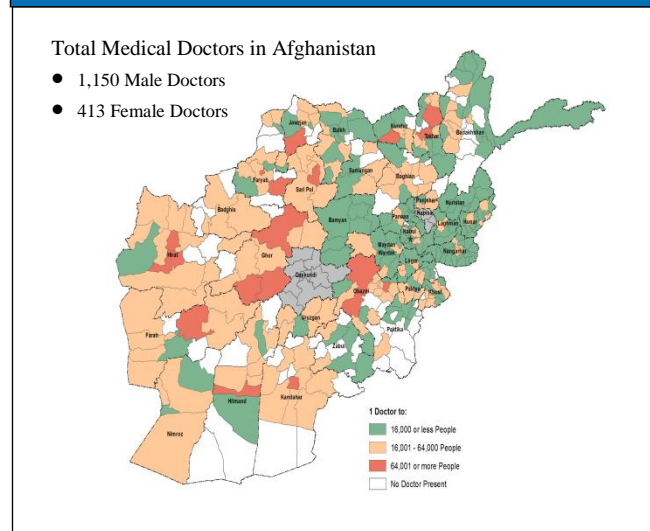 Total Medical Doctors in Afghanistan
● 1,150 Male Doctors
● 413 Female Doctors
Jawzjan
Balkh
Kunduz
Takhar
Badakhshan
Faryab
Samangan
Baghlan
Sari Pul
Badghis
Panjsher
Nuristan
Bamyan
Parwan
Kapisa
Laghman
Kunar
Kabul
Hirat
Maydan
Wardak
Nangarhar
Ghor
Logar
Daykundi
Paktya
Khost
Ghazni
Uruzgan
Farah
Paktika
Zabul
Hilmand
Kandahar
Nimroz
1 Doctor to:
16,000 or less People
16,001 - 64,000 People
64,001 or more People
No Doctor Present